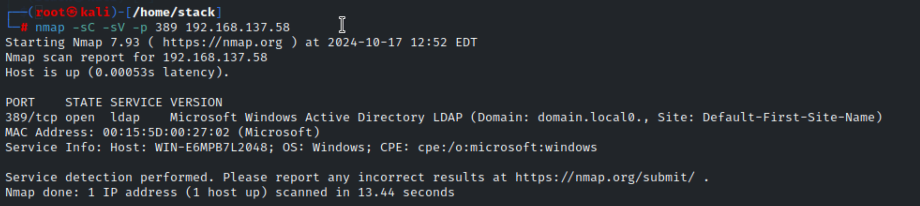 ┌──(root㉿kali)-[/home/stack]
└─# nmap -sC -sV -p 389 192.168.137.58
Starting Nmap 7.93 ( https://nmap.org ) at 2024-10-17 12:52 EDT
Nmap scan report for 192.168.137.58
Host is up (0.00053s latency).

PORT    STATE SERVICE VERSION
389/tcp open  ldap    Microsoft Windows Active Directory LDAP (Domain: domain.local0., Site: Default-First-Site-Name)
MAC Address: 00:15:5D:00:27:02 (Microsoft)
Service Info: Host: WIN-E6MPB7L2048; OS: Windows; CPE: cpe:/o:microsoft:windows

Service detection performed. Please report any incorrect results at https://nmap.org/submit/ .
Nmap done: 1 IP address (1 host up) scanned in 13.44 seconds